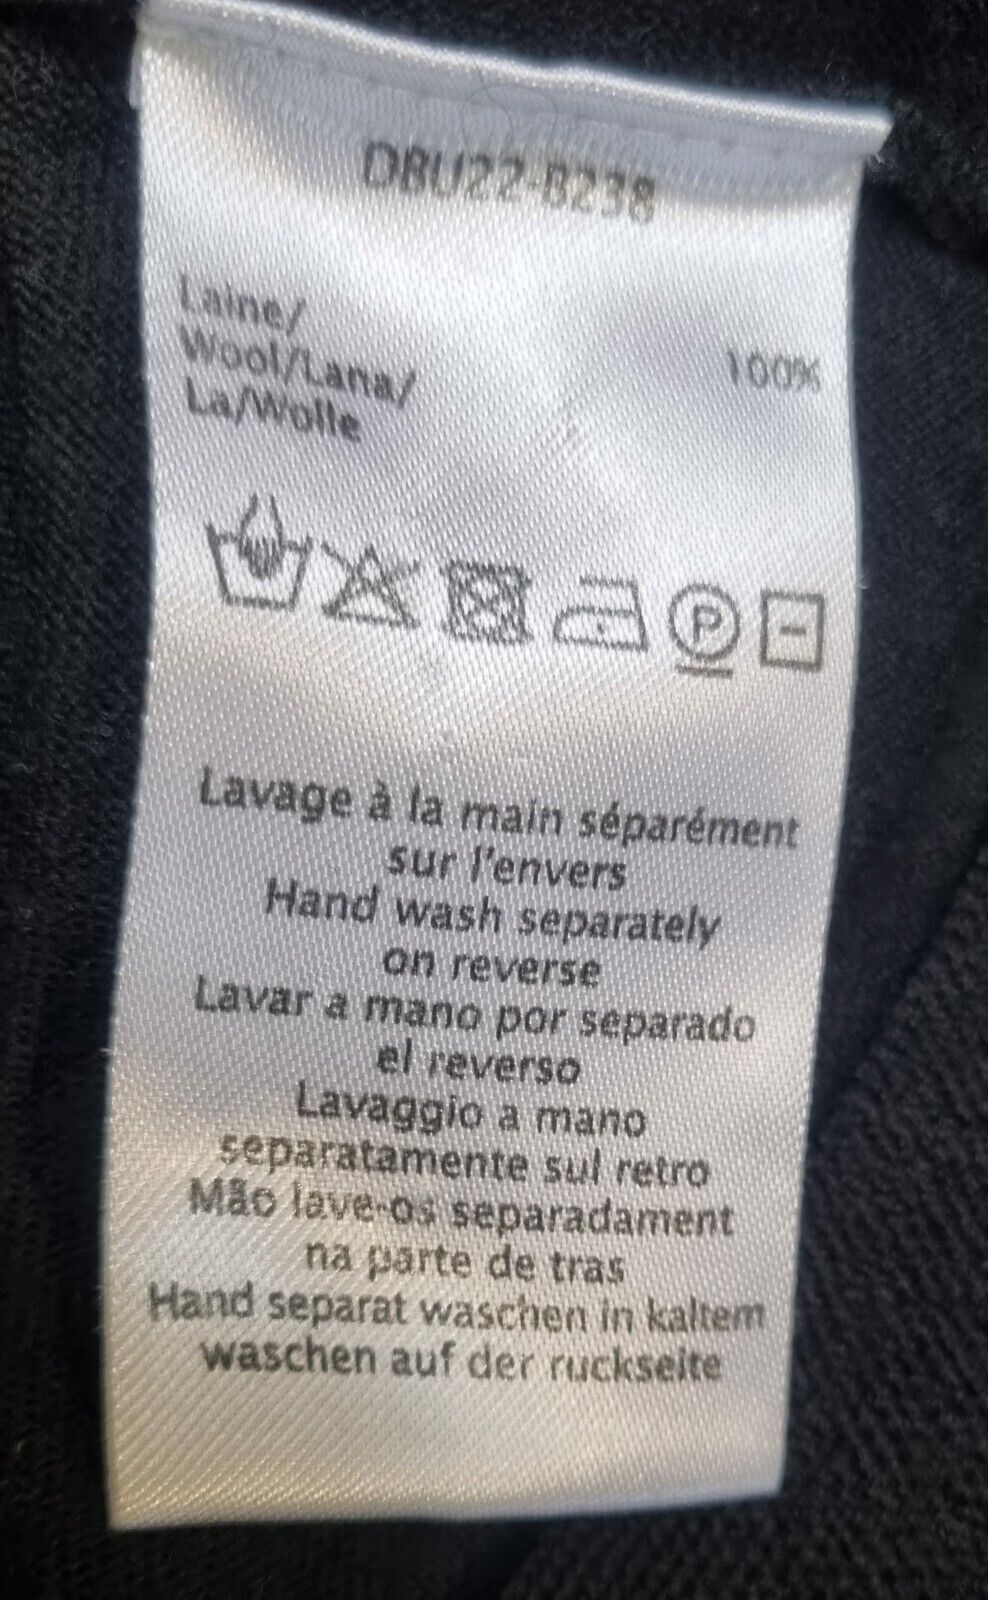 DBU22-B238
Laine/
Wool/Lana/
La/Wolle
100%
P
Lavage à la main séparément
sur l'envers
Hand wash separately
on reverse
Lavar a mano por separado
el reverso
Lavaggio a mano
separatamente sul retro
Mão lave-os separadament
na parte de tras
Hand separat waschen in kaltem
waschen auf der ruckseite